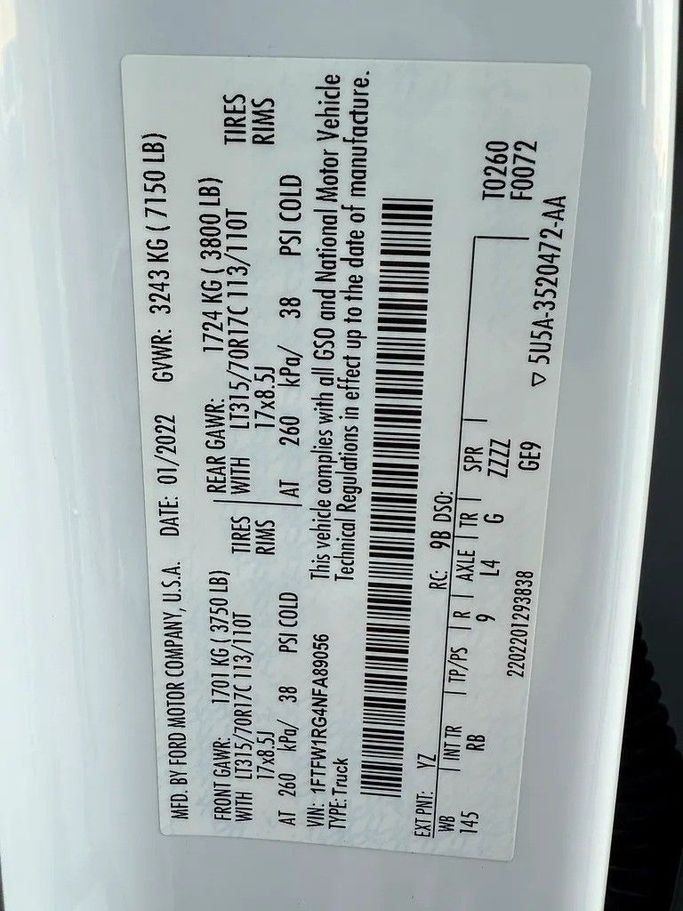 MFD. BY FORD MOTOR COMPANY, U.S.A. DATE: 01/2022 GVWR: 3243 KG ( 7150 LB)
FRONT GAWR: 1701 KG ( 3750 LB) REAR GAWR: 1724 KG ( 3800 LB)
WITH LT315/70R17C 113/110T TIRES WITH LT315/70R17C 113/110T TIRES
17x8.5J RIMS 17x8.5J RIMS
AT 260 kPa/ 38 PSI COLD AT 260 kPa/ 38 PSI COLD
VIN: 1FTFW1RG4NFA89056 This vehicle complies with all GSO and National Motor Vehicle
TYPE: Truck Technical Regulations in effect up to the date of manufacture.
EXT PNT: YZ RC: 9B DSO:
WB INT TR TP/PS R AXLE TR SPR T0260
145 RB 9 L4 G ZZZZ F0072
GE9
2202201293838 ▽ 5U5A-3520472-AA